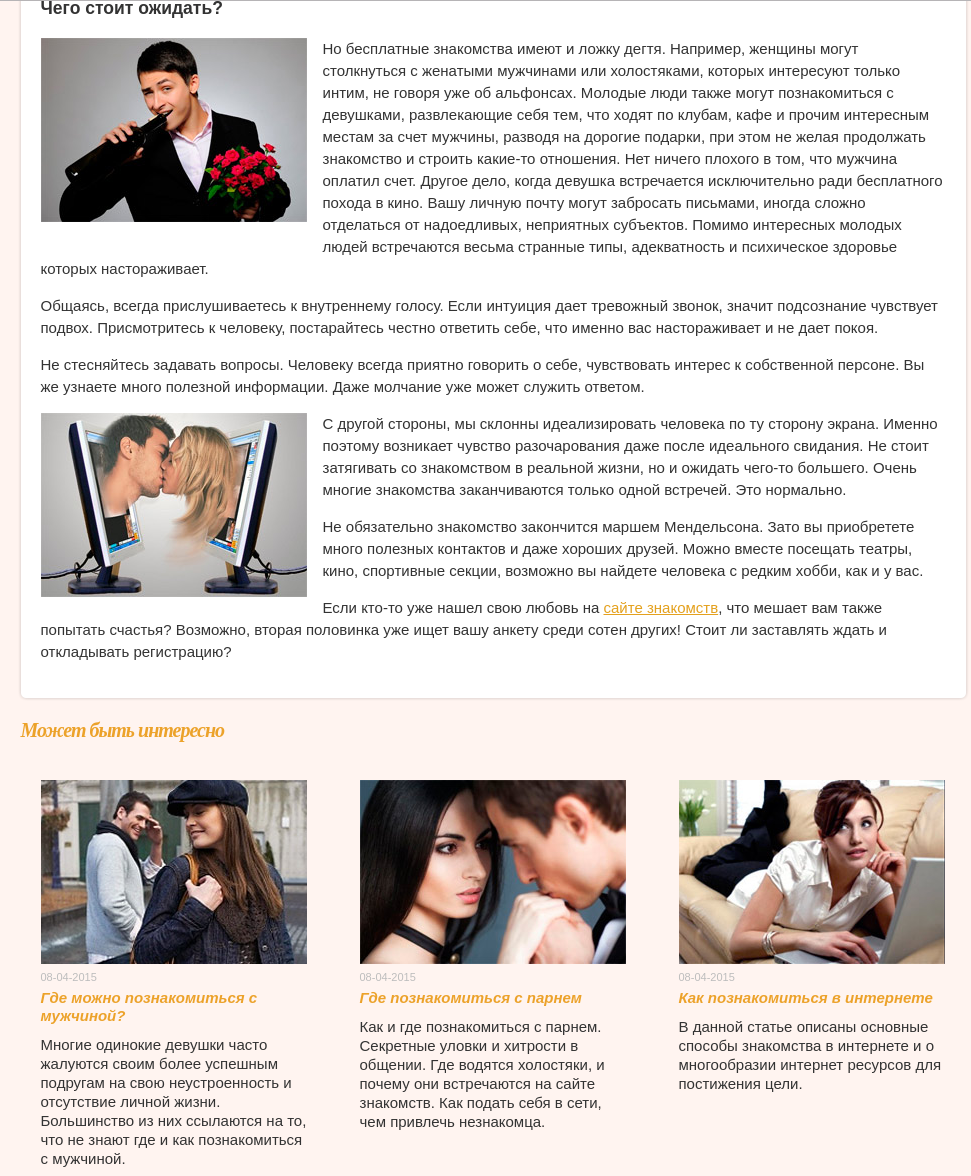 Чего стоит ожидать?
Но бесплатные знакомства имеют и ложку дегтя. Например, женщины могут
столкнуться с женатыми мужчинами или холостяками, которых интересуют только
интим, не говоря уже об альфонсах. Молодые люди также могут познакомиться с
девушками, развлекающие себя тем, что ходят по клубам, кафе и прочим интересным
местам за счет мужчины, разводя на дорогие подарки, при этом не желая продолжать
знакомство и строить какие-то отношения. Нет ничего плохого в том, что мужчина
оплатил счет. Другое дело, когда девушка встречается исключительно ради бесплатного
похода в кино. Вашу личную почту могут забросать письмами, иногда сложно
отделаться от надоедливых, неприятных субъектов. Помимо интересных молодых
людей встречаются весьма странные типы, адекватность и психическое здоровье
которых настораживает.
Общаясь, всегда прислушиваетесь к внутреннему голосу. Если интуиция дает тревожный звонок, значит подсознание чувствует
подвох. Присмотритесь к человеку, постарайтесь честно ответить себе, что именно вас настораживает и не дает покоя.
Не стесняйтесь задавать вопросы. Человеку всегда приятно говорить о себе, чувствовать интерес к собственной персоне. Вы
же узнаете много полезной информации. Даже молчание уже может служить ответом.
С другой стороны, мы склонны идеализировать человека по ту сторону экрана. Именно
поэтому возникает чувство разочарования даже после идеального свидания. Не стоит
затягивать со знакомством в реальной жизни, но и ожидать чего-то большего. Очень
многие знакомства заканчиваются только одной встречей. Это нормально.
Не обязательно знакомство закончится маршем Мендельсона. Зато вы приобретете
много полезных контактов и даже хороших друзей. Можно вместе посещать театры,
кино, спортивные секции, возможно вы найдете человека с редким хобби, как и у вас.
Если кто-то уже нашел свою любовь на сайте знакомств, что мешает вам также
попытать счастья? Возможно, вторая половинка уже ищет вашу анкету среди сотен других! Стоит ли заставлять ждать и
откладывать регистрацию?
Может быть интересно
08-04-2015
Где можно познакомиться с
мужчиной?
Многие одинокие девушки часто
жалуются своим более успешным
подругам на свою неустроенность и
отсутствие личной жизни.
Большинство из них ссылаются на то,
что не знают где и как познакомиться
с мужчиной.
08-04-2015
Где познакомиться с парнем
Как и где познакомиться с парнем.
Секретные уловки и хитрости в
общении. Где водятся холостяки, и
почему они встречаются на сайте
знакомств. Как подать себя в сети,
чем привлечь незнакомца.
08-04-2015
Как познакомиться в интернете
В данной статье описаны основные
способы знакомства в интернете и о
многообразии интернет ресурсов для
постижения цели.